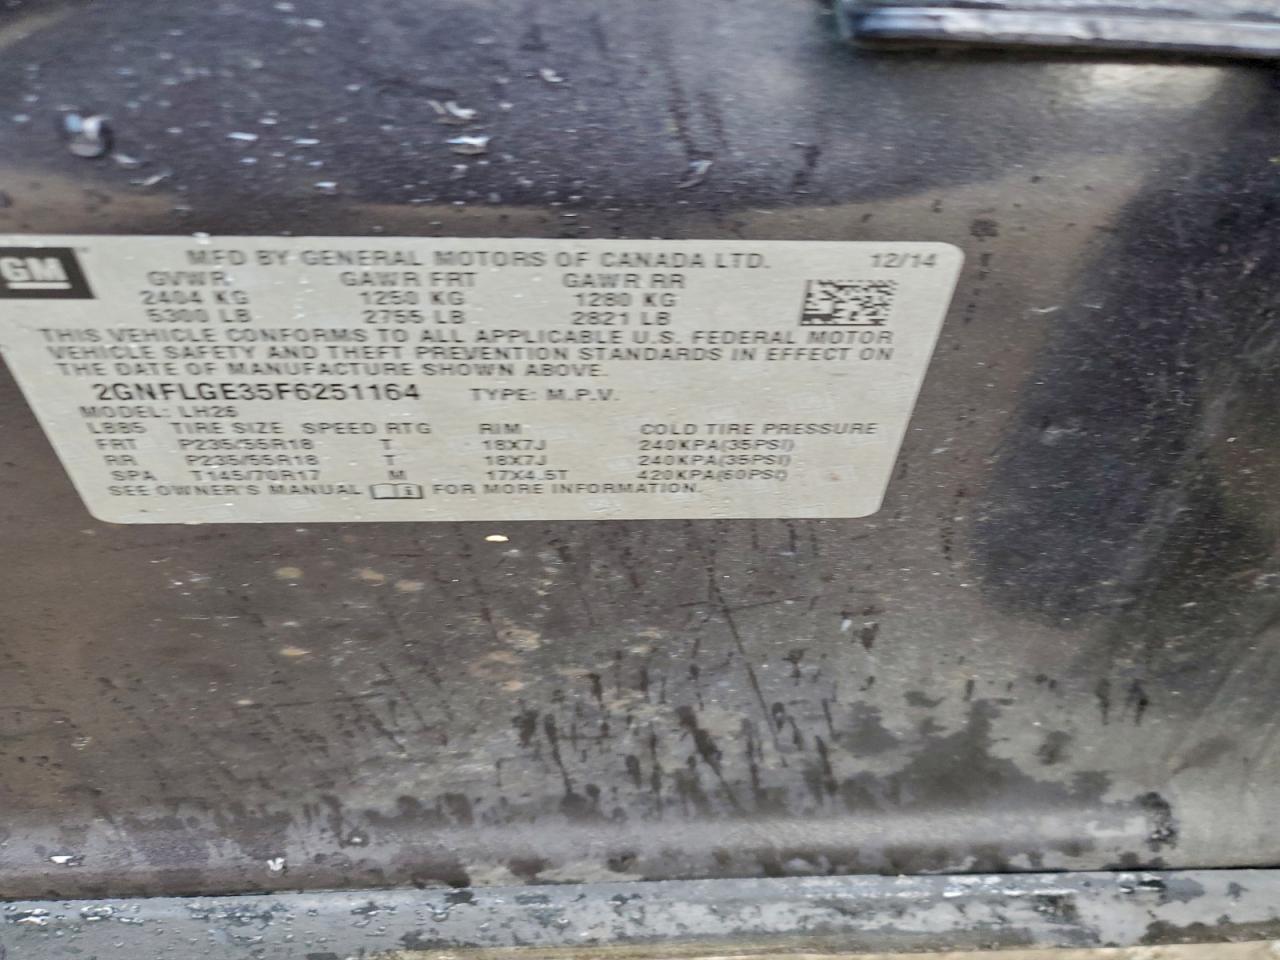 GM
MFD BY GENERAL MOTORS OF CANADA LTD. 12/14
GVWR GAWR FRT GAWR RR
2404 KG 1250 KG 1280 KG
5300 LB 2755 LB 2821 LB
THIS VEHICLE CONFORMS TO ALL APPLICABLE U.S. FEDERAL MOTOR
VEHICLE SAFETY AND THEFT PREVENTION STANDARDS IN EFFECT ON
THE DATE OF MANUFACTURE SHOWN ABOVE.
2GNFLGE35F6251164 TYPE: M.P.V.
MODEL: LH26
LBB5 TIRE SIZE SPEED RTG RIM COLD TIRE PRESSURE
FRT P235/55R18 T 18X7J 240KPA(35PSI)
RR P235/55R18 T 18X7J 240KPA(35PSI)
SPA T145/70R17 M 17X4.5T 420KPA(60PSI)
SEE OWNER'S MANUAL FOR MORE INFORMATION.